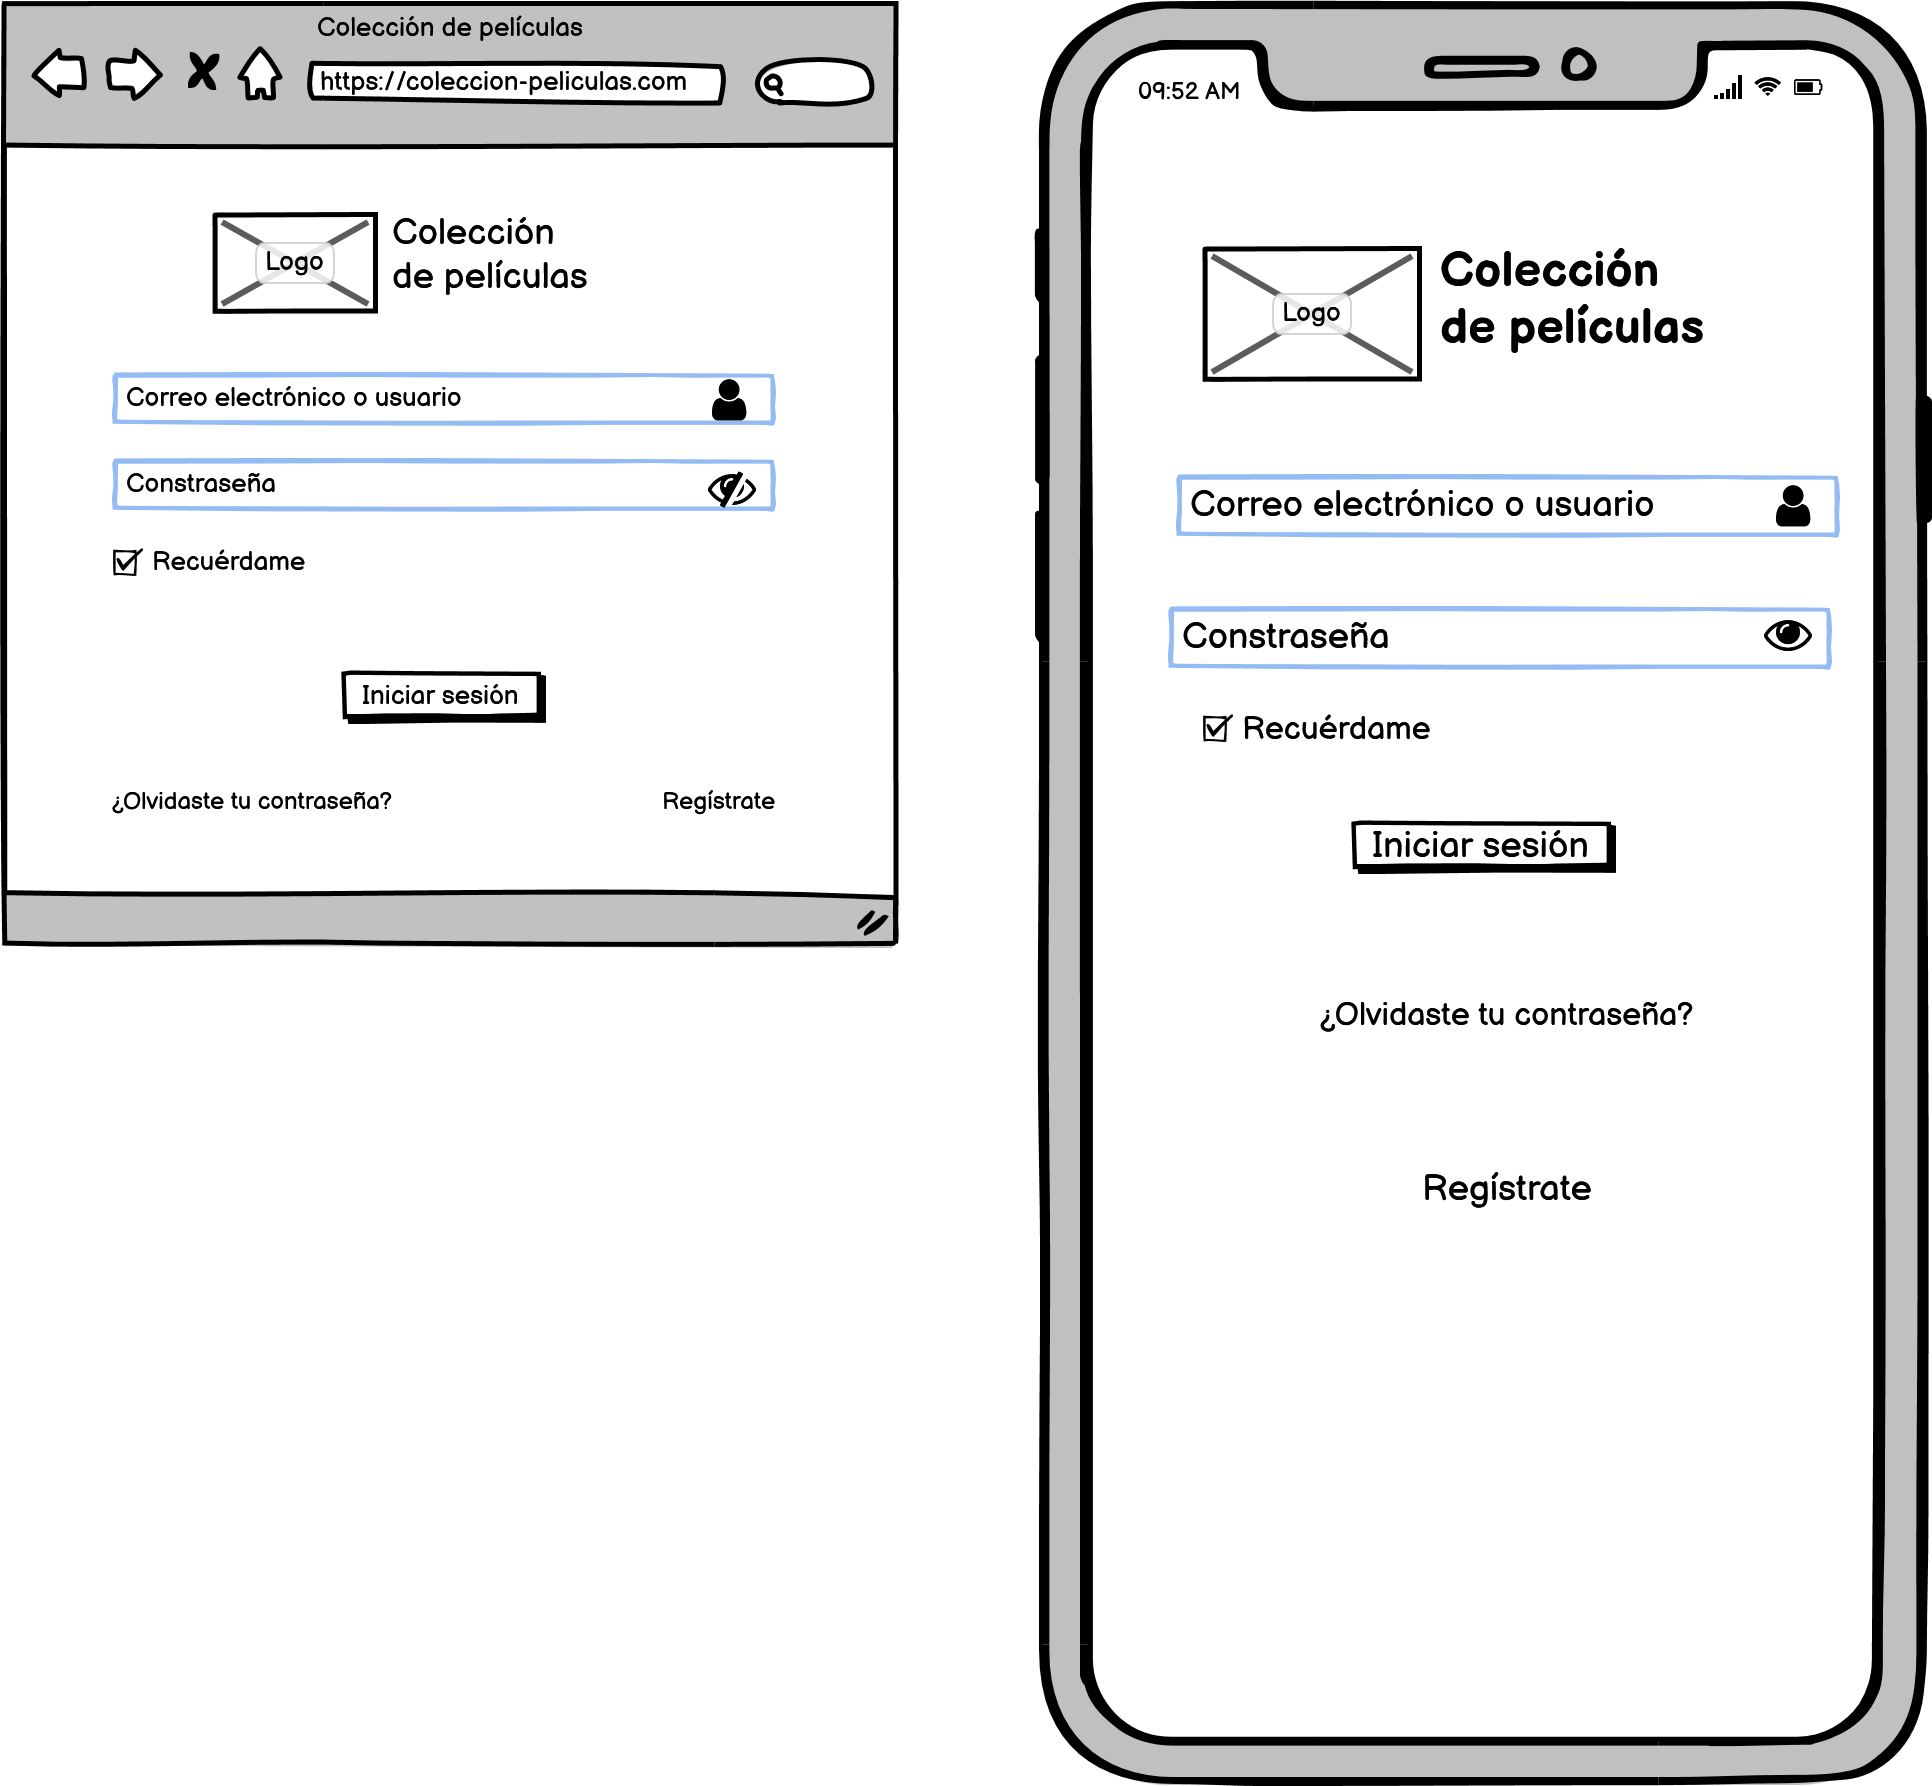 Colección de películas
https://coleccion-peliculas.com
Logo
Colección
de películas
Correo electrónico o usuario
Constraseña
Recuérdame
Iniciar sesión
¿Olvidaste tu contraseña?
Regístrate
09:52 AM
Logo
Colección
de películas
Correo electrónico o usuario
Constraseña
Recuérdame
Iniciar sesión
¿Olvidaste tu contraseña?
Regístrate